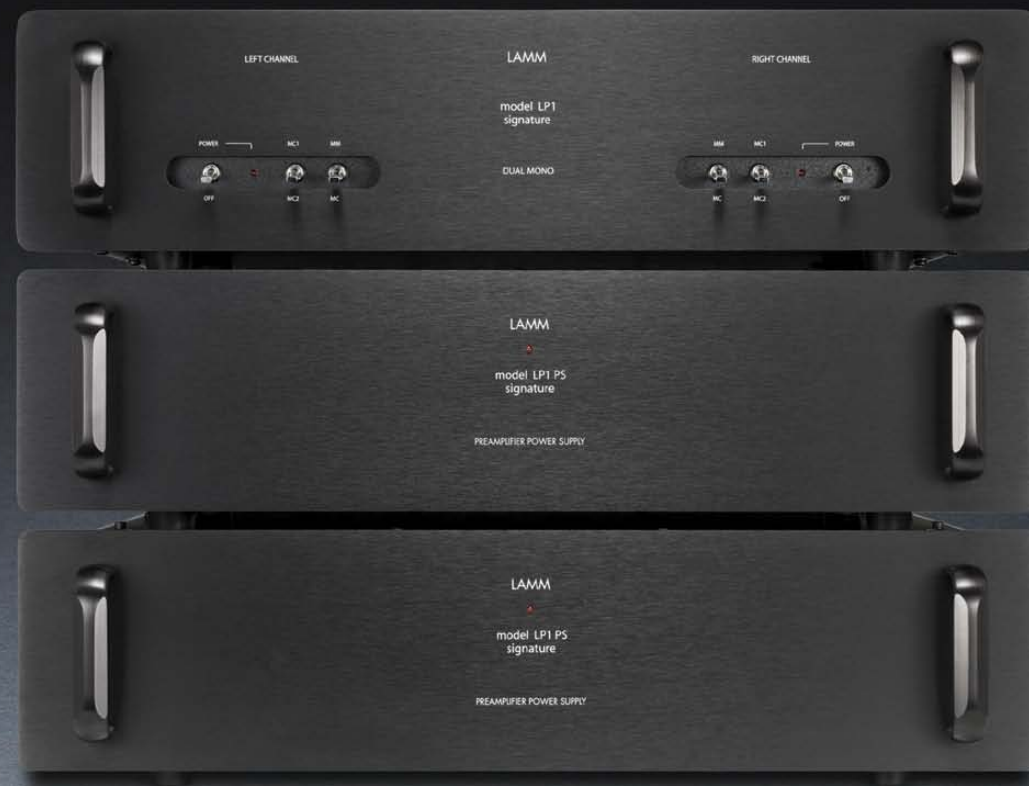 LEFT CHANNEL
LAMM
RIGHT CHANNEL
model LP1
signature
DUAL MONO
POWER
MC1
MM
OFF
MC2
MC
MM
MC1
POWER
MC
MC2
OFF
LAMM
model LP1 PS
signature
PREAMPLIFIER POWER SUPPLY
LAMM
model LP1 PS
signature
PREAMPLIFIER POWER SUPPLY